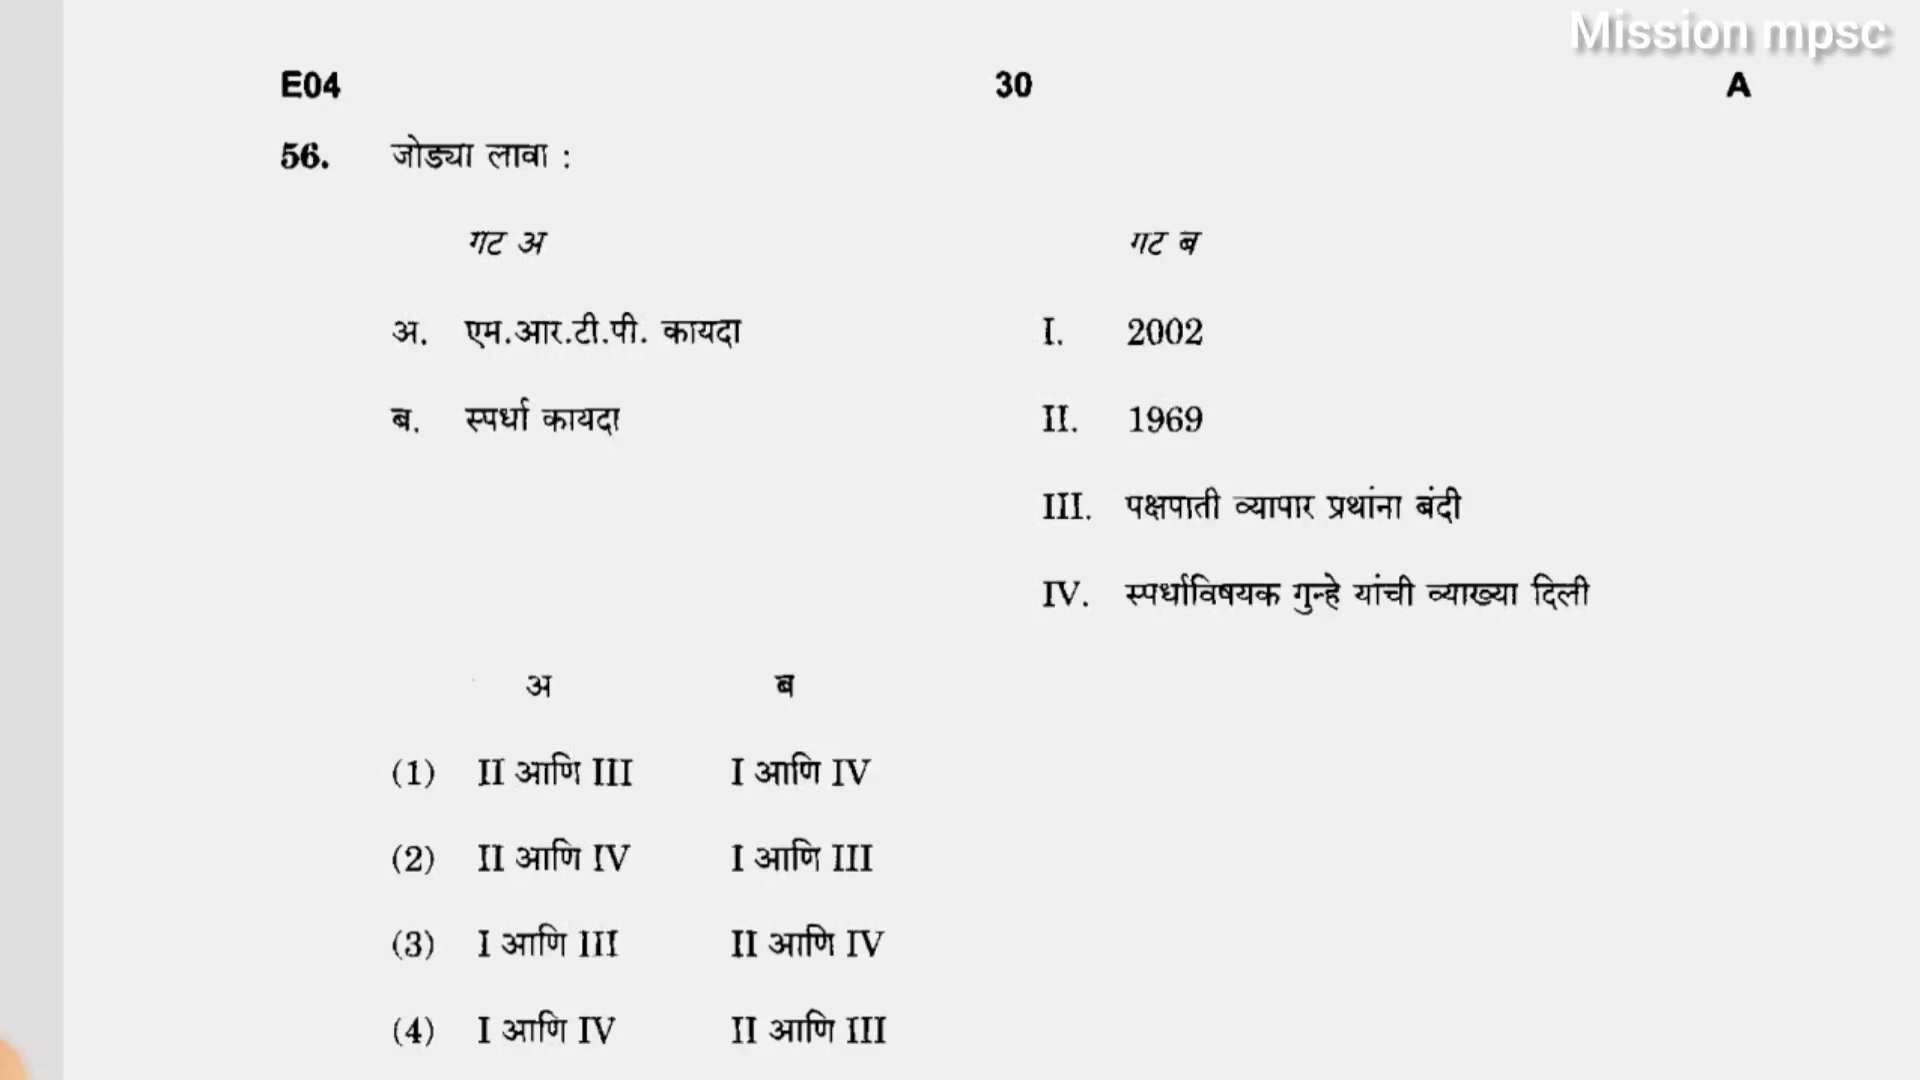 Mission mpsc
E04 30 A
56. जोड्या लावा :
गट अ गट ब
अ. एम.आर.टी.पी. कायदा I. 2002
ब. स्पर्धा कायदा II. 1969
III. पक्षपाती व्यापार प्रथांना बंदी
IV. स्पर्धाविषयक गुन्हे यांची व्याख्या दिली
अ ब
(1) II आणि III I आणि IV
(2) II आणि IV I आणि III
(3) I आणि III II आणि IV
(4) I आणि IV II आणि III